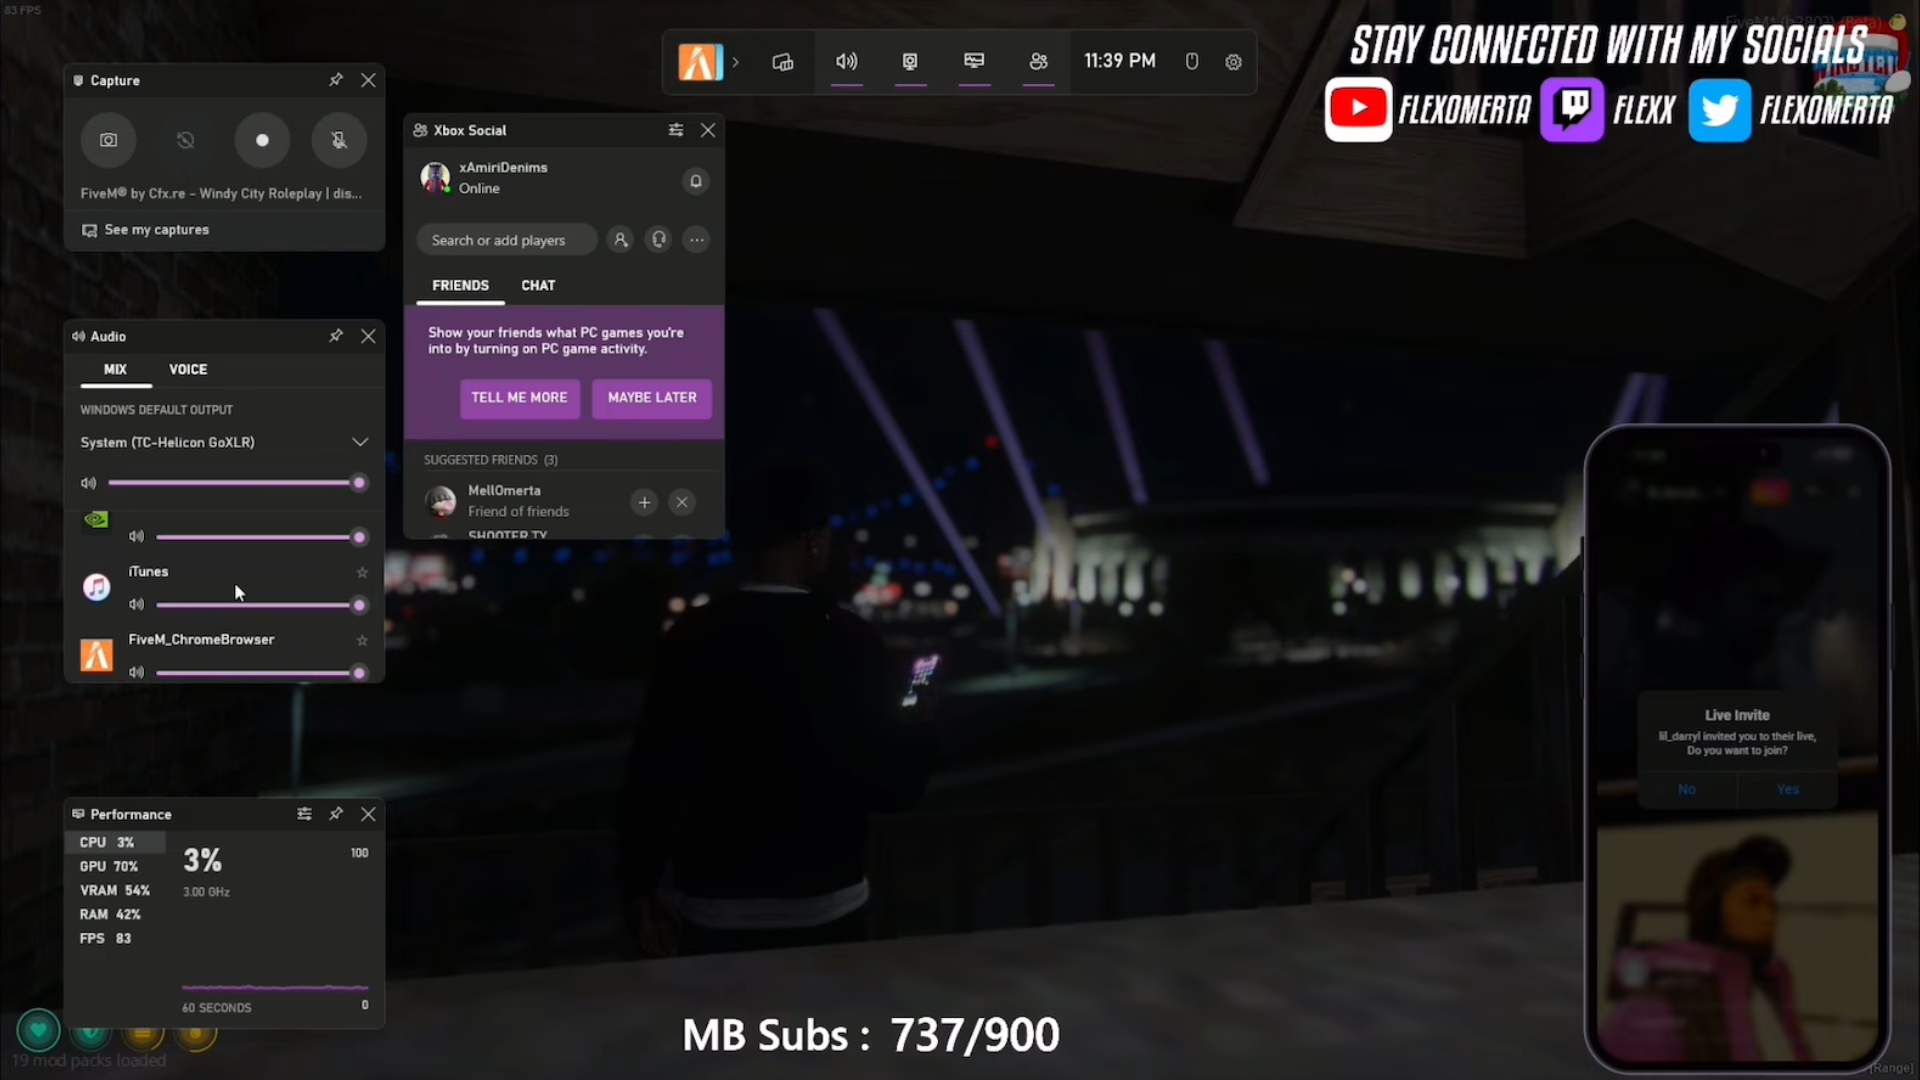 83 FPS
11:39 PM
STAY CONNECTED WITH MY SOCIALS
FLEXOMERTA
FLEXX
FLEXOMERTA
Capture
FiveM® by Cfx.re - Windy City Roleplay | dis...
See my captures
Xbox Social
xAmiriDenims
Online
Search or add players
FRIENDS CHAT
Show your friends what PC games you're
into by turning on PC game activity.
TELL ME MORE MAYBE LATER
SUGGESTED FRIENDS (3)
MellOmerta
Friend of friends
SHOOTER TY
Audio
MIX VOICE
WINDOWS DEFAULT OUTPUT
System (TC-Helicon GoXLR)
iTunes
FiveM_ChromeBrowser
Performance
CPU 3%
GPU 70%
VRAM 54%
RAM 42%
FPS 83
3%
3.00 GHz
100
60 SECONDS
0
Live Invite
lil_darryl invited you to their live,
Do you want to join?
No Yes
MB Subs : 737/900
19 mod packs loaded
[Range]